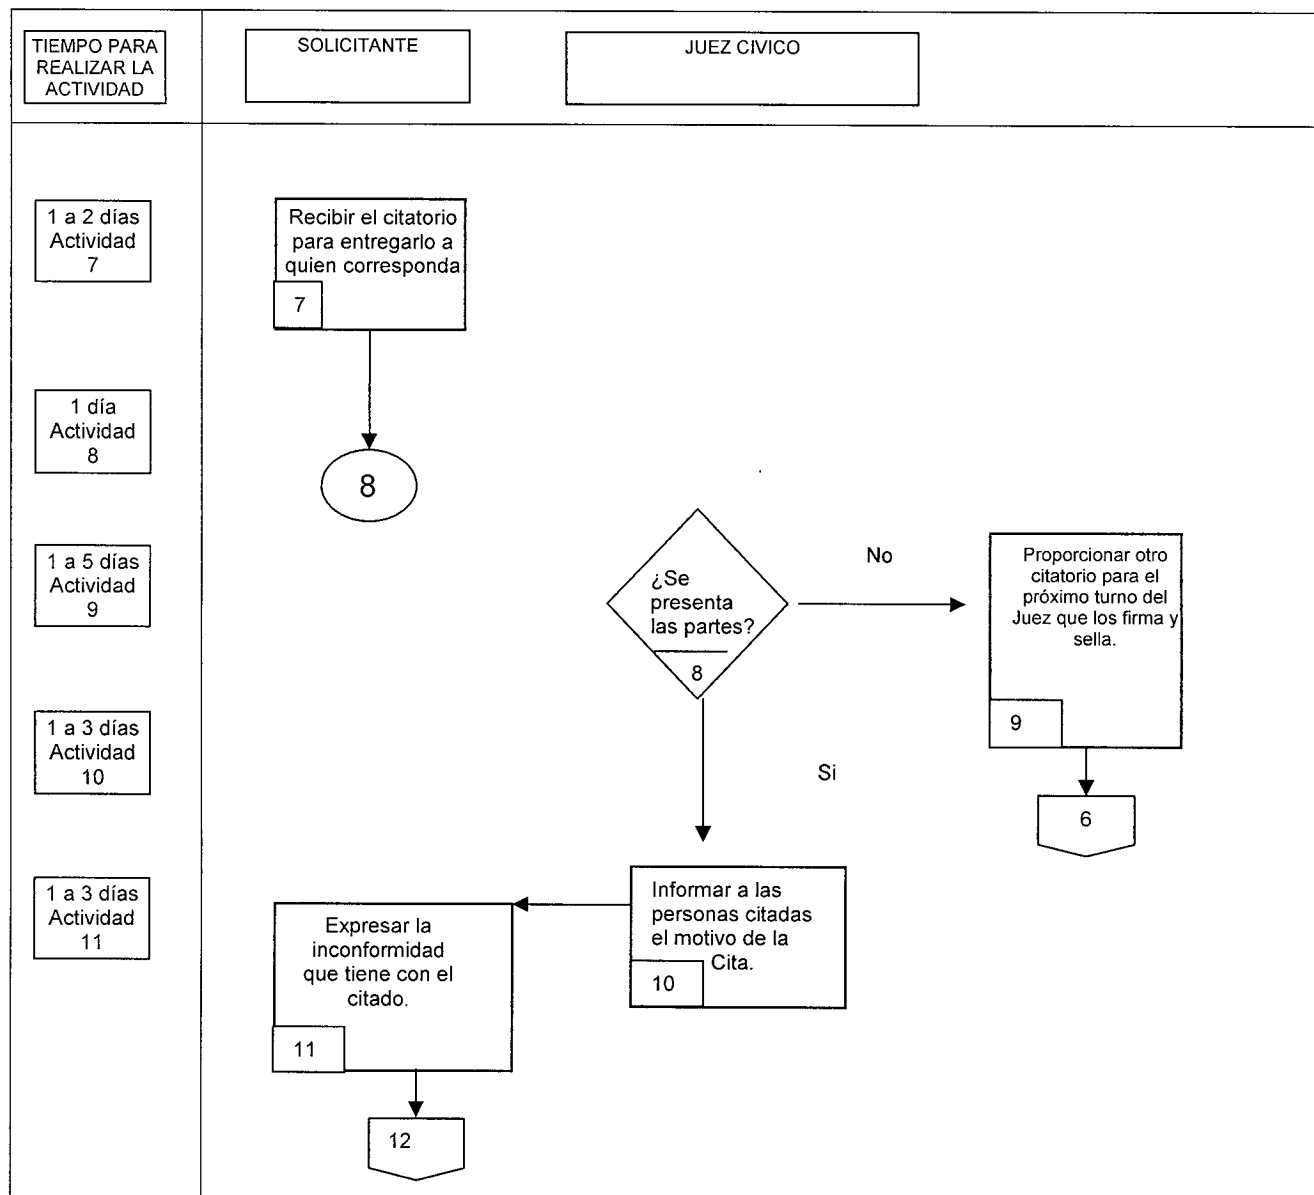 TIEMPO PARA
REALIZAR LA
ACTIVIDAD
SOLICITANTE
JUEZ CIVICO
1 a 2 días
Actividad
7
Recibir el citatorio
para entregarlo a
quien corresponda
7
1 día
Actividad
8
8
1 a 5 días
Actividad
9
¿Se
presenta
las partes?
8
No
Proporcionar otro
citatorio para el
próximo turno del
Juez que los firma y
sella.
9
6
1 a 3 días
Actividad
10
Si
Informar a las
personas citadas
el motivo de la
Cita.
10
1 a 3 días
Actividad
11
Expresar la
inconformidad
que tiene con el
citado.
11
12